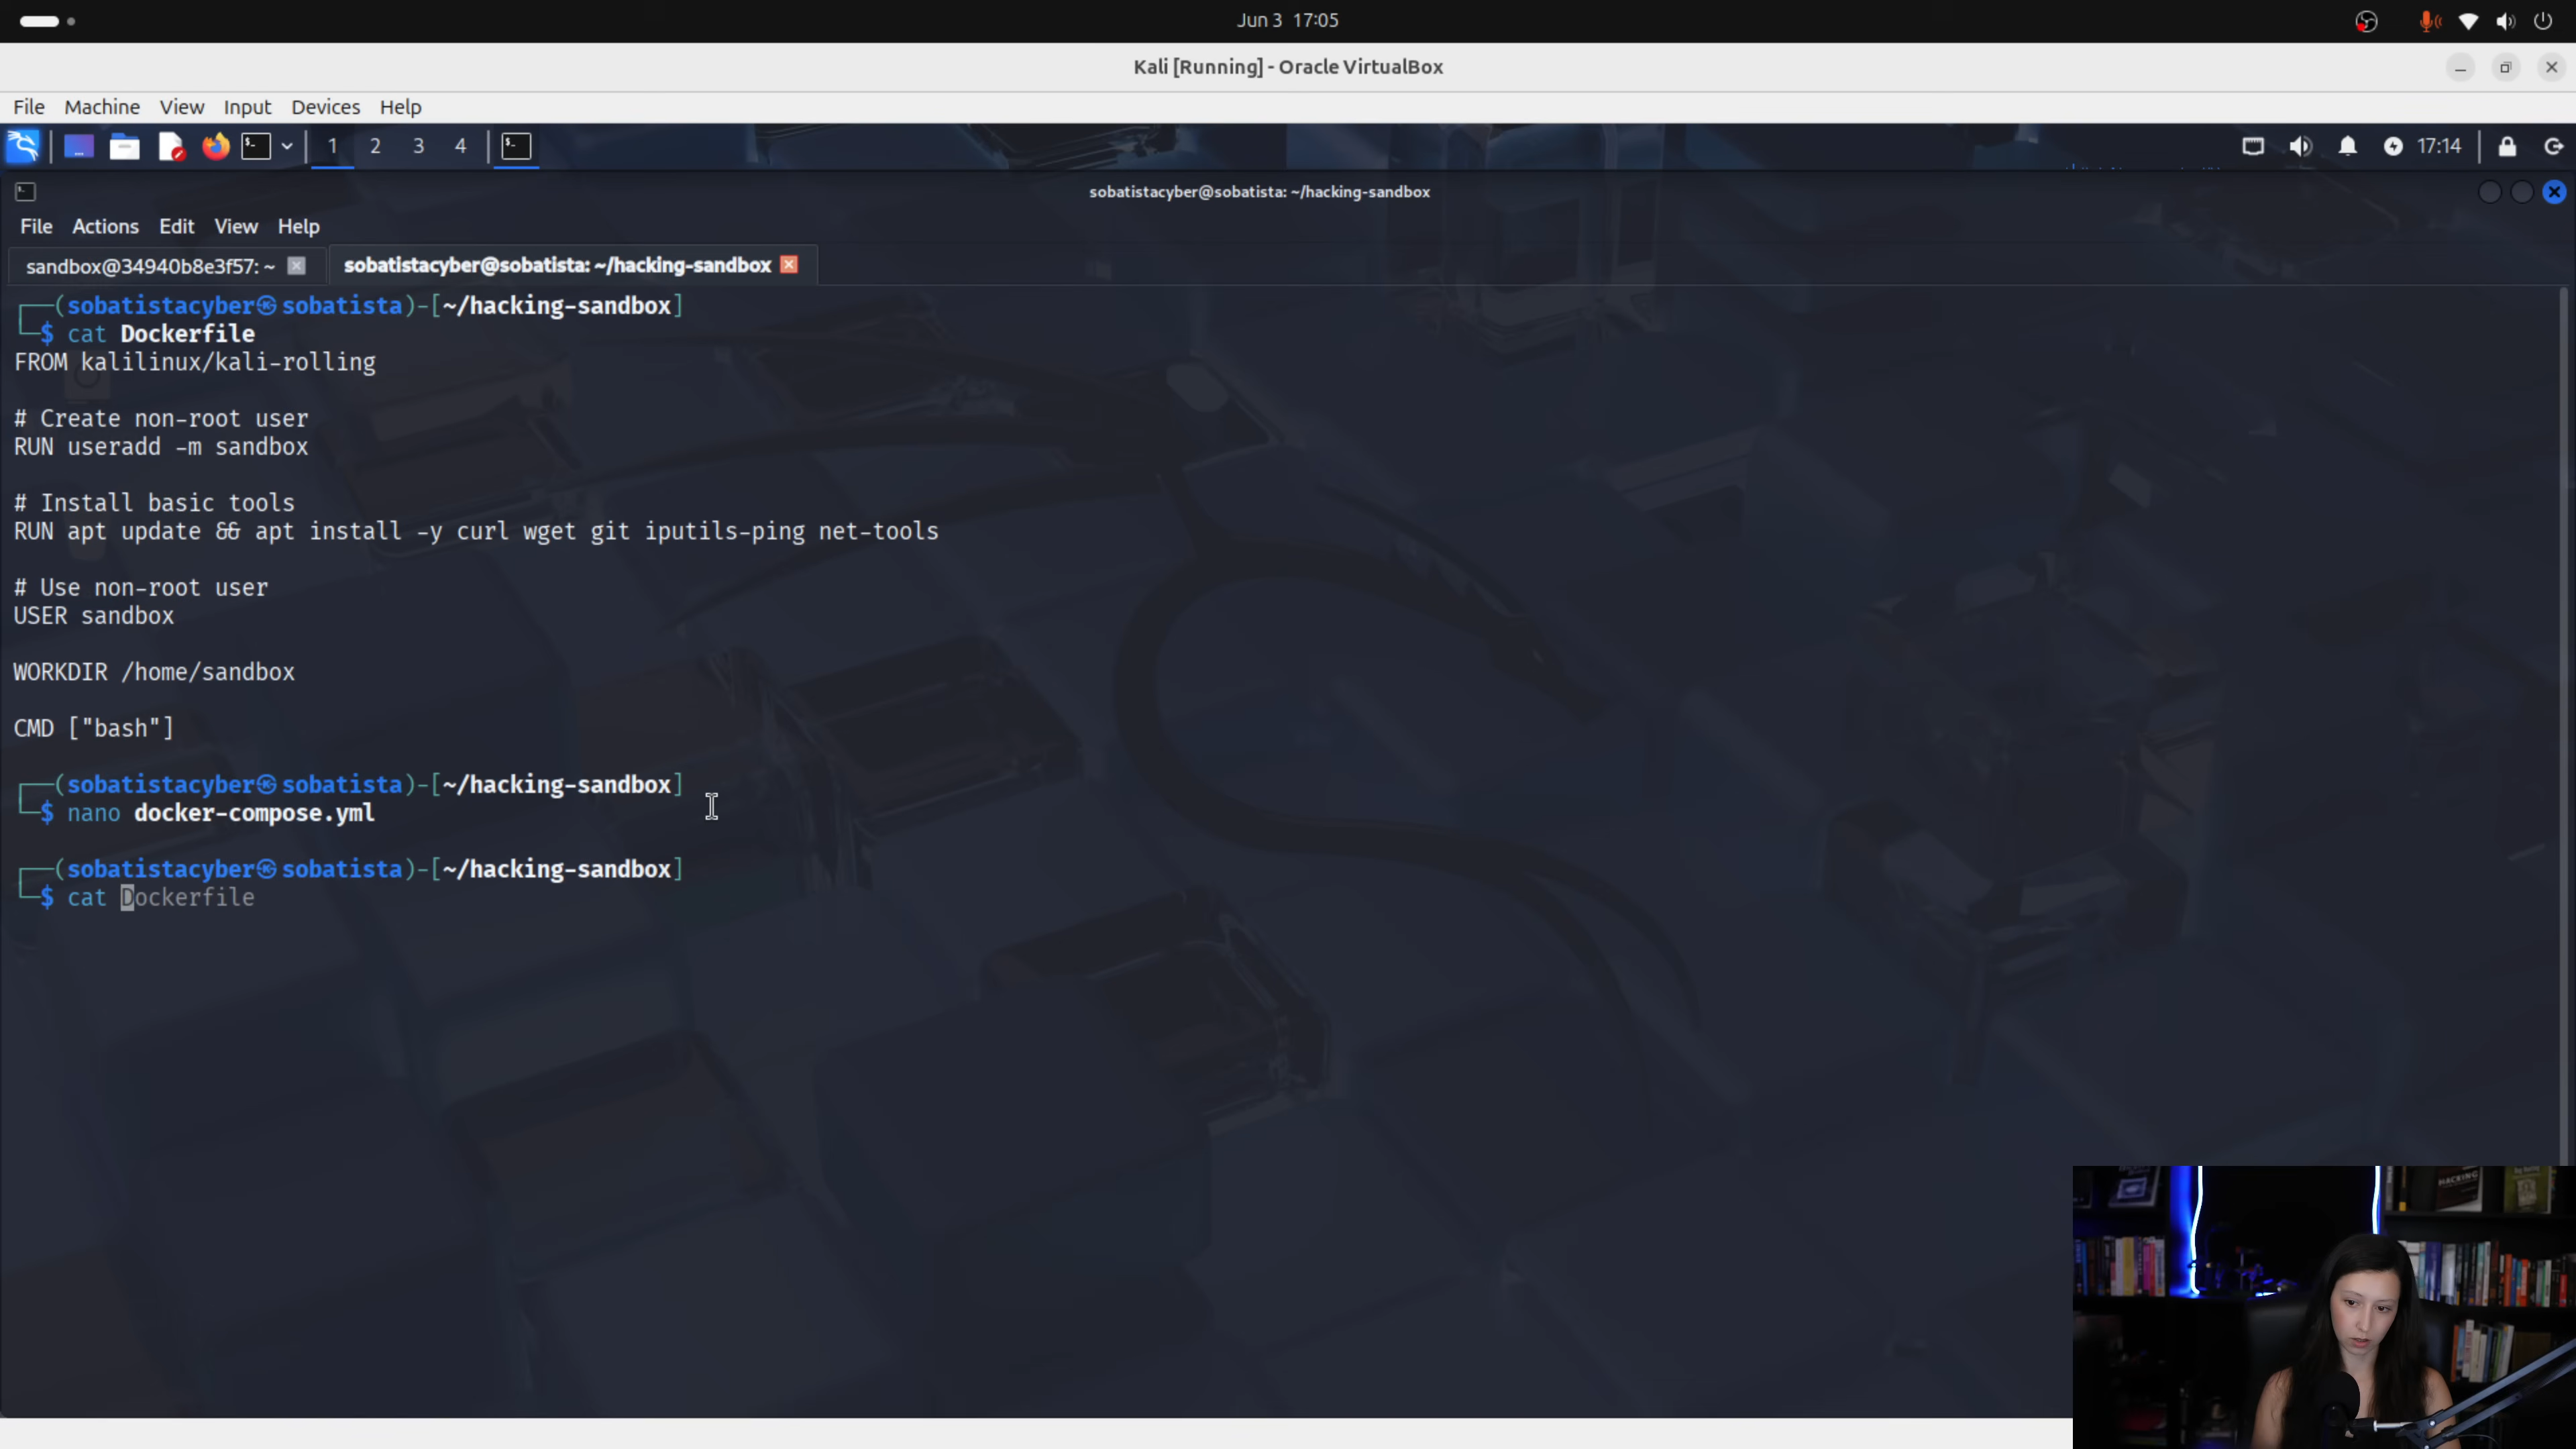 Jun 3 17:05
Kali [Running] - Oracle VirtualBox
File Machine View Input Devices Help
1 2 3 4 17:14
sobatistacyber@sobatista: ~/hacking-sandbox
File Actions Edit View Help
sandbox@34940b8e3f57: ~ sobatistacyber@sobatista: ~/hacking-sandbox
┌──(sobatistacyber㉿sobatista)-[~/hacking-sandbox]
└─$ cat Dockerfile
FROM kalilinux/kali-rolling
# Create non-root user
RUN useradd -m sandbox
# Install basic tools
RUN apt update && apt install -y curl wget git iputils-ping net-tools
# Use non-root user
USER sandbox
WORKDIR /home/sandbox
CMD ["bash"]
┌──(sobatistacyber㉿sobatista)-[~/hacking-sandbox]
└─$ nano docker-compose.yml
┌──(sobatistacyber㉿sobatista)-[~/hacking-sandbox]
└─$ cat Dockerfile
HACKING